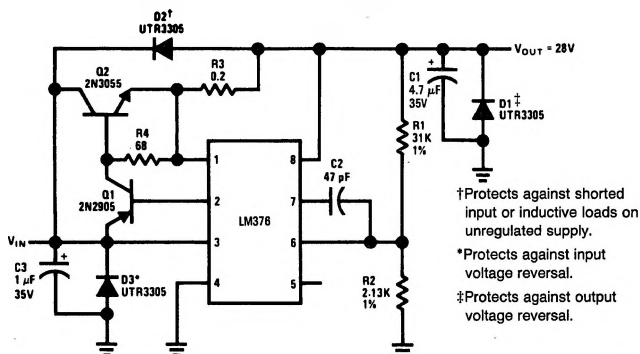 D2†
UTR3305
Q2
2N3055
R3
0.2
R4
68
Q1
2N2905
VIN
C3
1 µF
35V
+
D3*
UTR3305
1
2
3
4
LM376
8
7
6
5
C2
47 pF
R1
31K
1%
R2
2.13K
1%
+
C1
4.7 µF
35V
D1‡
UTR3305
VOUT = 28V
†Protects against shorted
input or inductive loads on
unregulated supply.
*Protects against input
voltage reversal.
‡Protects against output
voltage reversal.